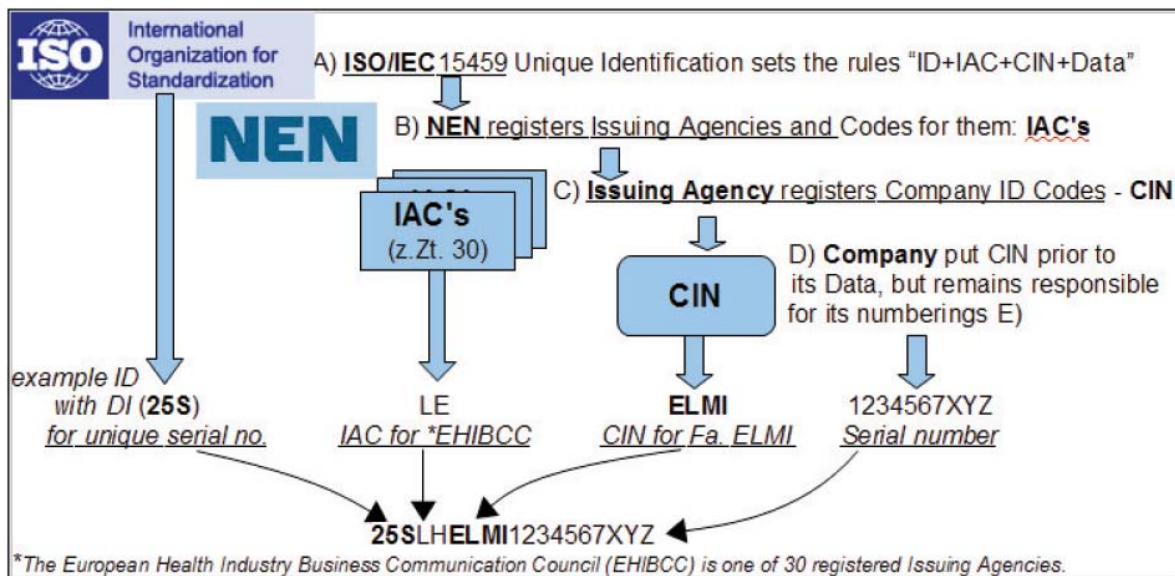 ISO
International
Organization for
Standardization
A) ISO/IEC 15459 Unique Identification sets the rules “ID+IAC+CIN+Data”
NEN
B) NEN registers Issuing Agencies and Codes for them: IAC's
C) Issuing Agency registers Company ID Codes - CIN
IAC's
(z.Zt. 30)
CIN
D) Company put CIN prior to
its Data, but remains responsible
for its numberings E)
example ID
with DI (25S)
for unique serial no.
LE
IAC for *EHIBCC
ELMI
CIN for Fa. ELMI
1234567XYZ
Serial number
25SLHELMI1234567XYZ
*The European Health Industry Business Communication Council (EHIBCC) is one of 30 registered Issuing Agencies.